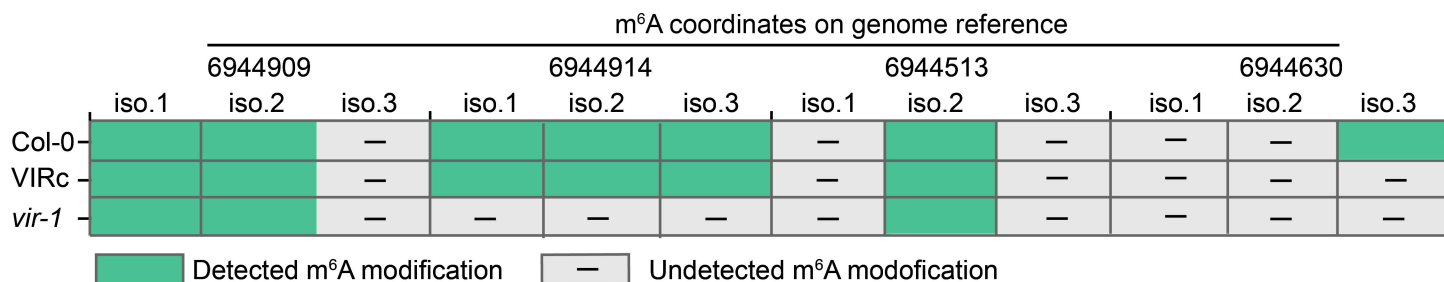 m⁶A coordinates on genome reference
6944909 6944914 6944513 6944630
iso.1 iso.2 iso.3 iso.1 iso.2 iso.3 iso.1 iso.2 iso.3 iso.1 iso.2 iso.3
Col-0 – – – – – –
VIRc – – – – – –
vir-1 – – – – – – – – –
Detected m⁶A modification – Undetected m⁶A modofication